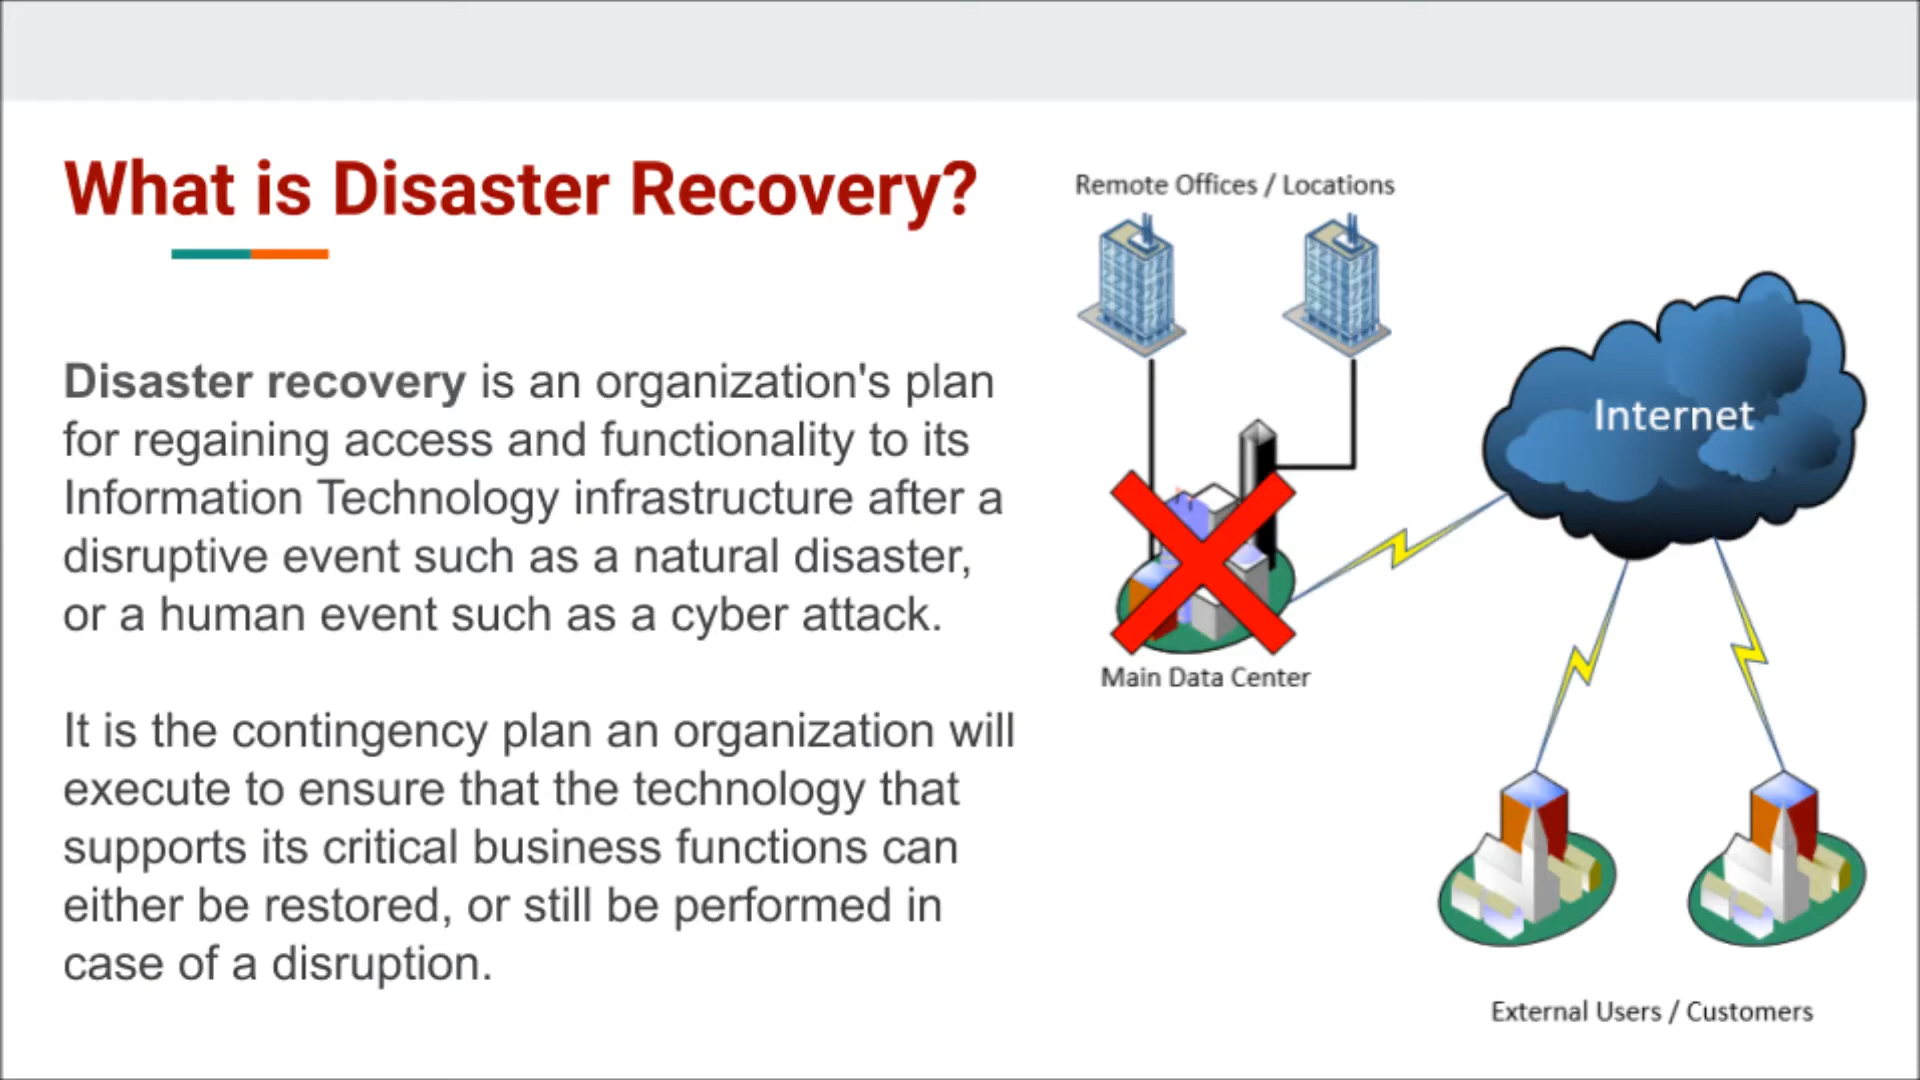 What is Disaster Recovery?
Disaster recovery is an organization's plan
for regaining access and functionality to its
Information Technology infrastructure after a
disruptive event such as a natural disaster,
or a human event such as a cyber attack.
It is the contingency plan an organization will
execute to ensure that the technology that
supports its critical business functions can
either be restored, or still be performed in
case of a disruption.
Remote Offices / Locations
Internet
Main Data Center
External Users / Customers